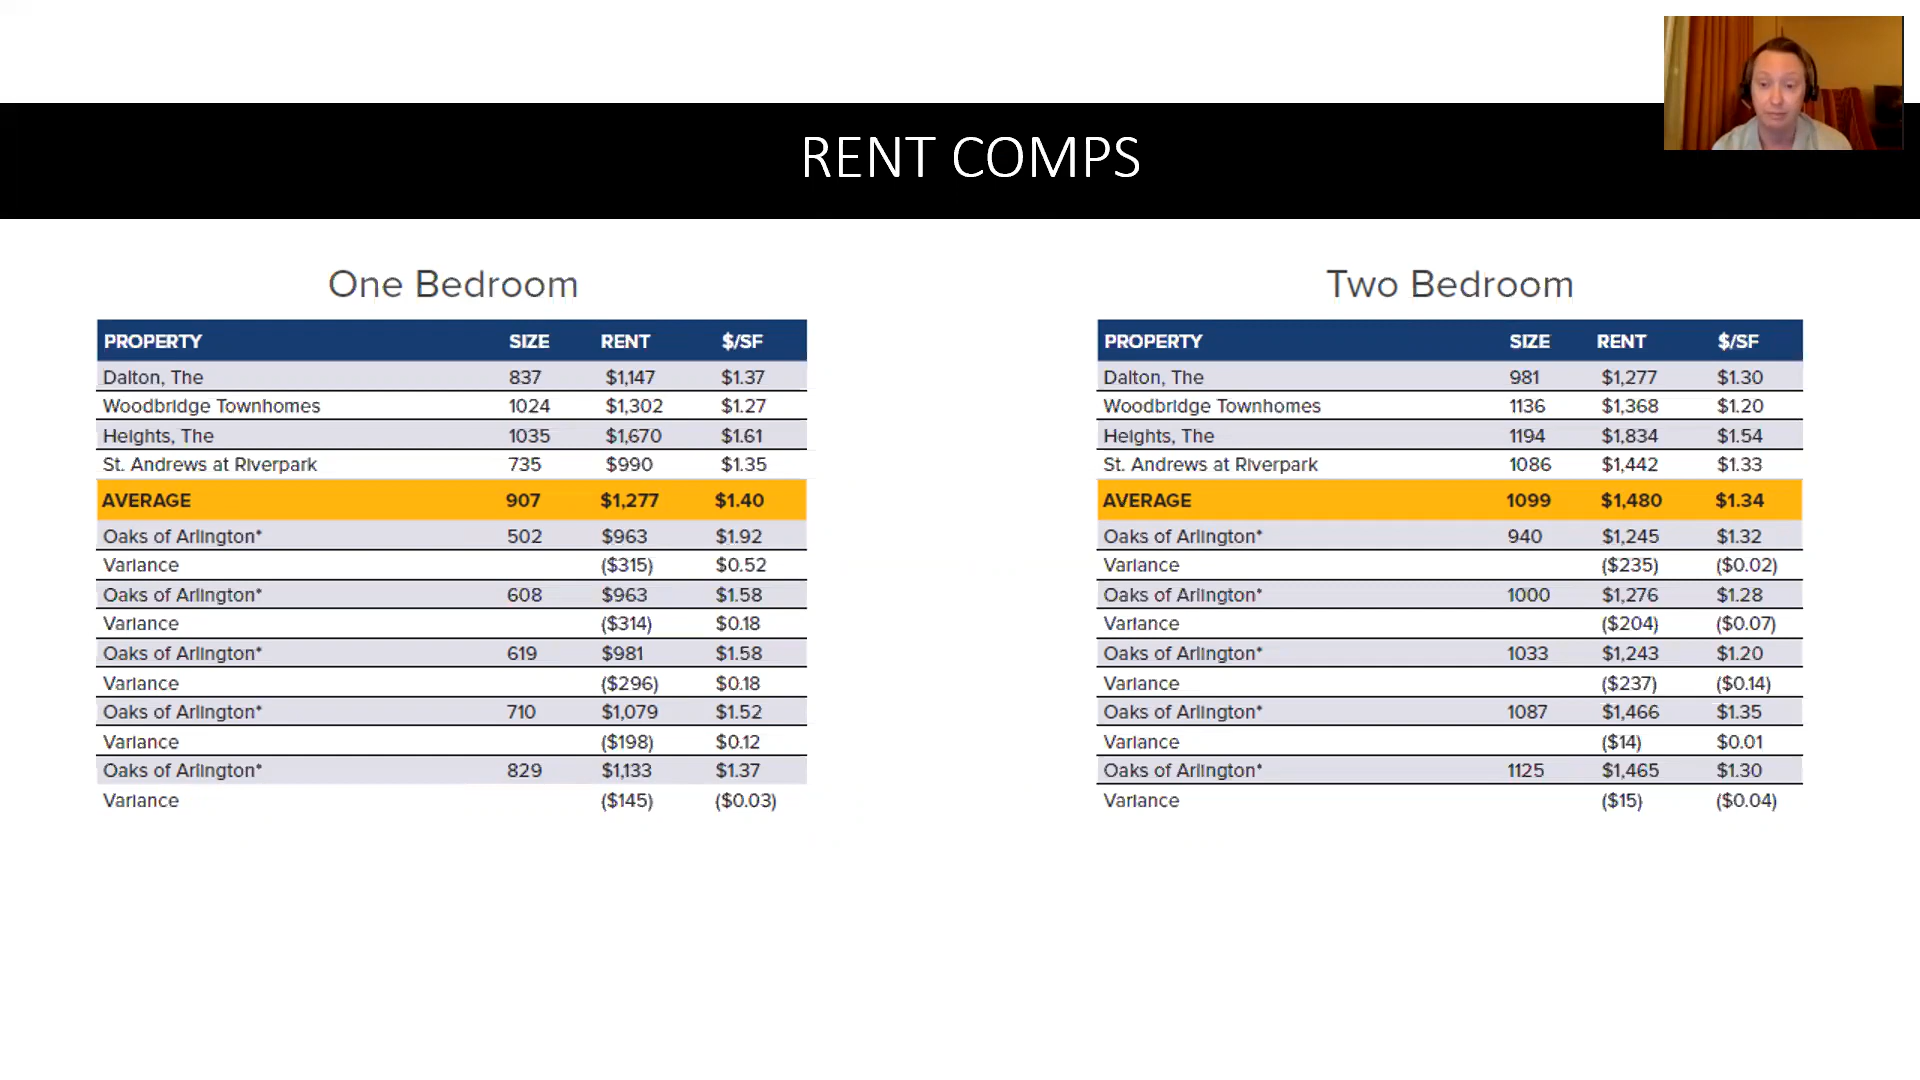 RENT COMPS
One Bedroom
PROPERTY SIZE RENT $/SF
Dalton, The 837 $1,147 $1.37
Woodbridge Townhomes 1024 $1,302 $1.27
Heights, The 1035 $1,670 $1.61
St. Andrews at Riverpark 735 $990 $1.35
AVERAGE 907 $1,277 $1.40
Oaks of Arlington* 502 $963 $1.92
Variance ($315) $0.52
Oaks of Arlington* 608 $963 $1.58
Variance ($314) $0.18
Oaks of Arlington* 619 $981 $1.58
Variance ($296) $0.18
Oaks of Arlington* 710 $1,079 $1.52
Variance ($198) $0.12
Oaks of Arlington* 829 $1,133 $1.37
Variance ($145) ($0.03)
Two Bedroom
PROPERTY SIZE RENT $/SF
Dalton, The 981 $1,277 $1.30
Woodbridge Townhomes 1136 $1,368 $1.20
Heights, The 1194 $1,834 $1.54
St. Andrews at Riverpark 1086 $1,442 $1.33
AVERAGE 1099 $1,480 $1.34
Oaks of Arlington* 940 $1,245 $1.32
Variance ($235) ($0.02)
Oaks of Arlington* 1000 $1,276 $1.28
Variance ($204) ($0.07)
Oaks of Arlington* 1033 $1,243 $1.20
Variance ($237) ($0.14)
Oaks of Arlington* 1087 $1,466 $1.35
Variance ($14) $0.01
Oaks of Arlington* 1125 $1,465 $1.30
Variance ($15) ($0.04)